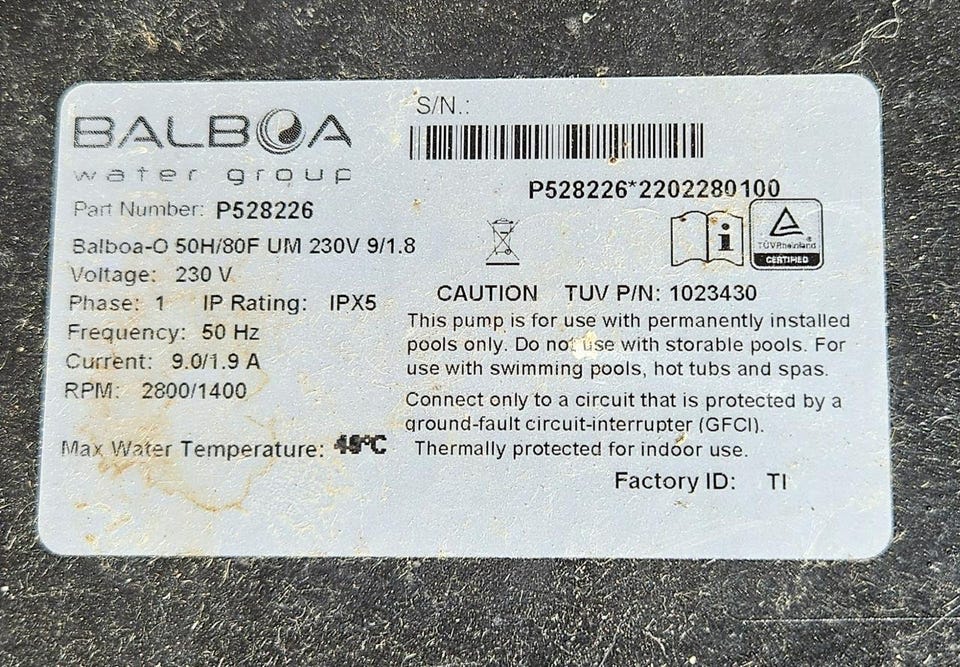 BALBOA
water group
Part Number: P528226
Balboa-O 50H/80F UM 230V 9/1.8
Voltage: 230 V
Phase: 1 IP Rating: IPX5
Frequency: 50 Hz
Current: 9.0/1.9 A
RPM: 2800/1400
Max Water Temperature:
S/N.:
P528226*2202280100
i
TÜVRheinland®
CERTIFIED
CAUTION TUV P/N: 1023430
This pump is for use with permanently installed
pools only. Do not use with storable pools. For
use with swimming pools, hot tubs and spas.
Connect only to a circuit that is protected by a
ground-fault circuit-interrupter (GFCI).
Thermally protected for indoor use.
Factory ID: TI